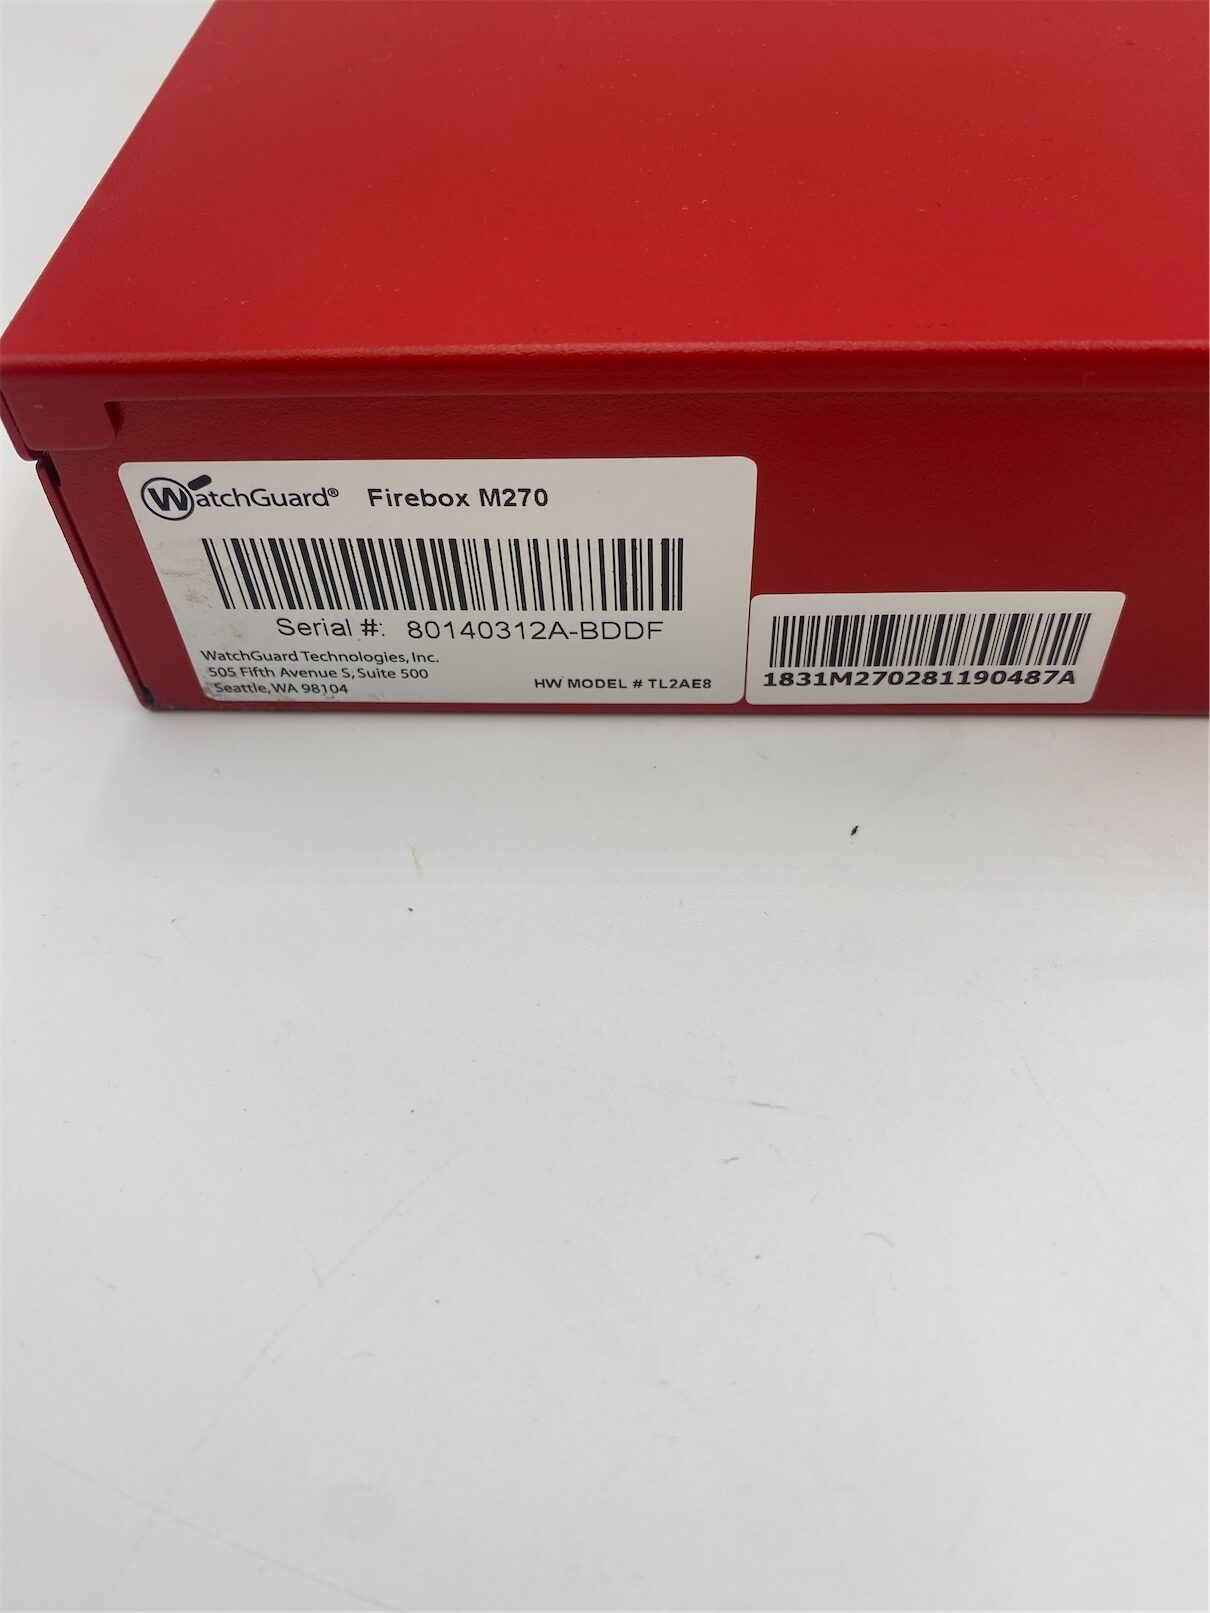 WatchGuard® Firebox M270
Serial #: 80140312A-BDDF
WatchGuard Technologies, Inc.
505 Fifth Avenue S, Suite 500
Seattle, WA 98104
HW MODEL # TL2AE8
1831M270281190487A